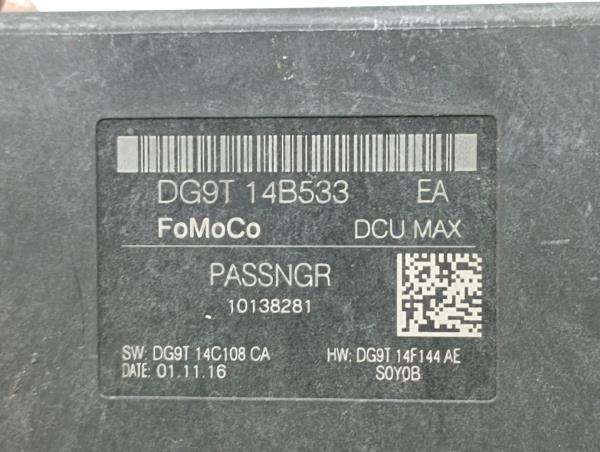 DG9T 14B533 EA
FoMoCo DCU MAX
PASSNGR
10138281
SW: DG9T 14C108 CA HW: DG9T 14F144 AE
DATE: 01.11.16 S0Y0B